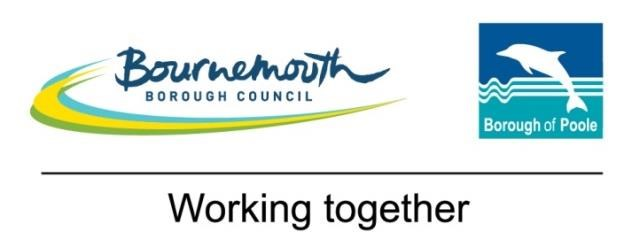 Bournemouth
BOROUGH COUNCIL
Borough of Poole
Working together